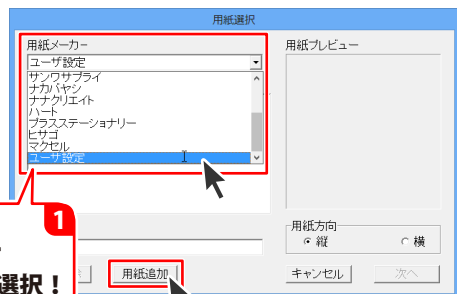 用紙選択
用紙メーカー
ユーザ設定
サンワサプライ
ナカバヤシ
ナナクリエイト
ハート
プラスステーショナリー
ヒサゴ
マクセル
ユーザ設定
用紙プレビュー
1
選択！
用紙方向
縦
横
用紙追加
キャンセル
次へ